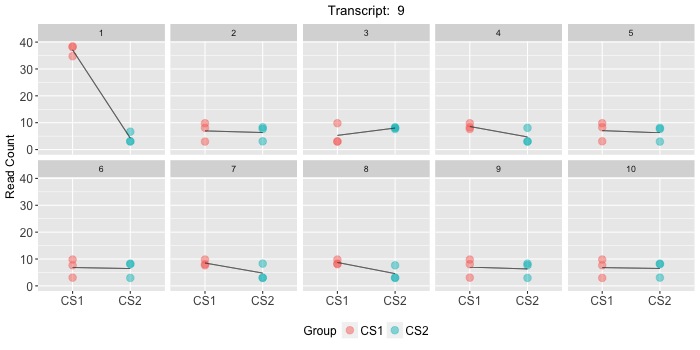 Transcript: 9
1 2 3 4 5
40
30
20
10
0
Read Count
6 7 8 9 10
40
30
20
10
0
CS1 CS2 CS1 CS2 CS1 CS2 CS1 CS2 CS1 CS2
Group CS1 CS2